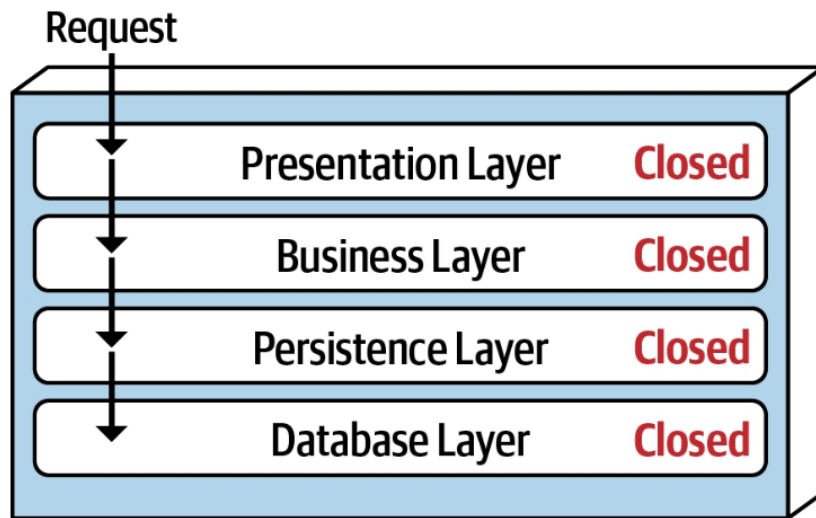 Request
Presentation Layer Closed
Business Layer Closed
Persistence Layer Closed
Database Layer Closed